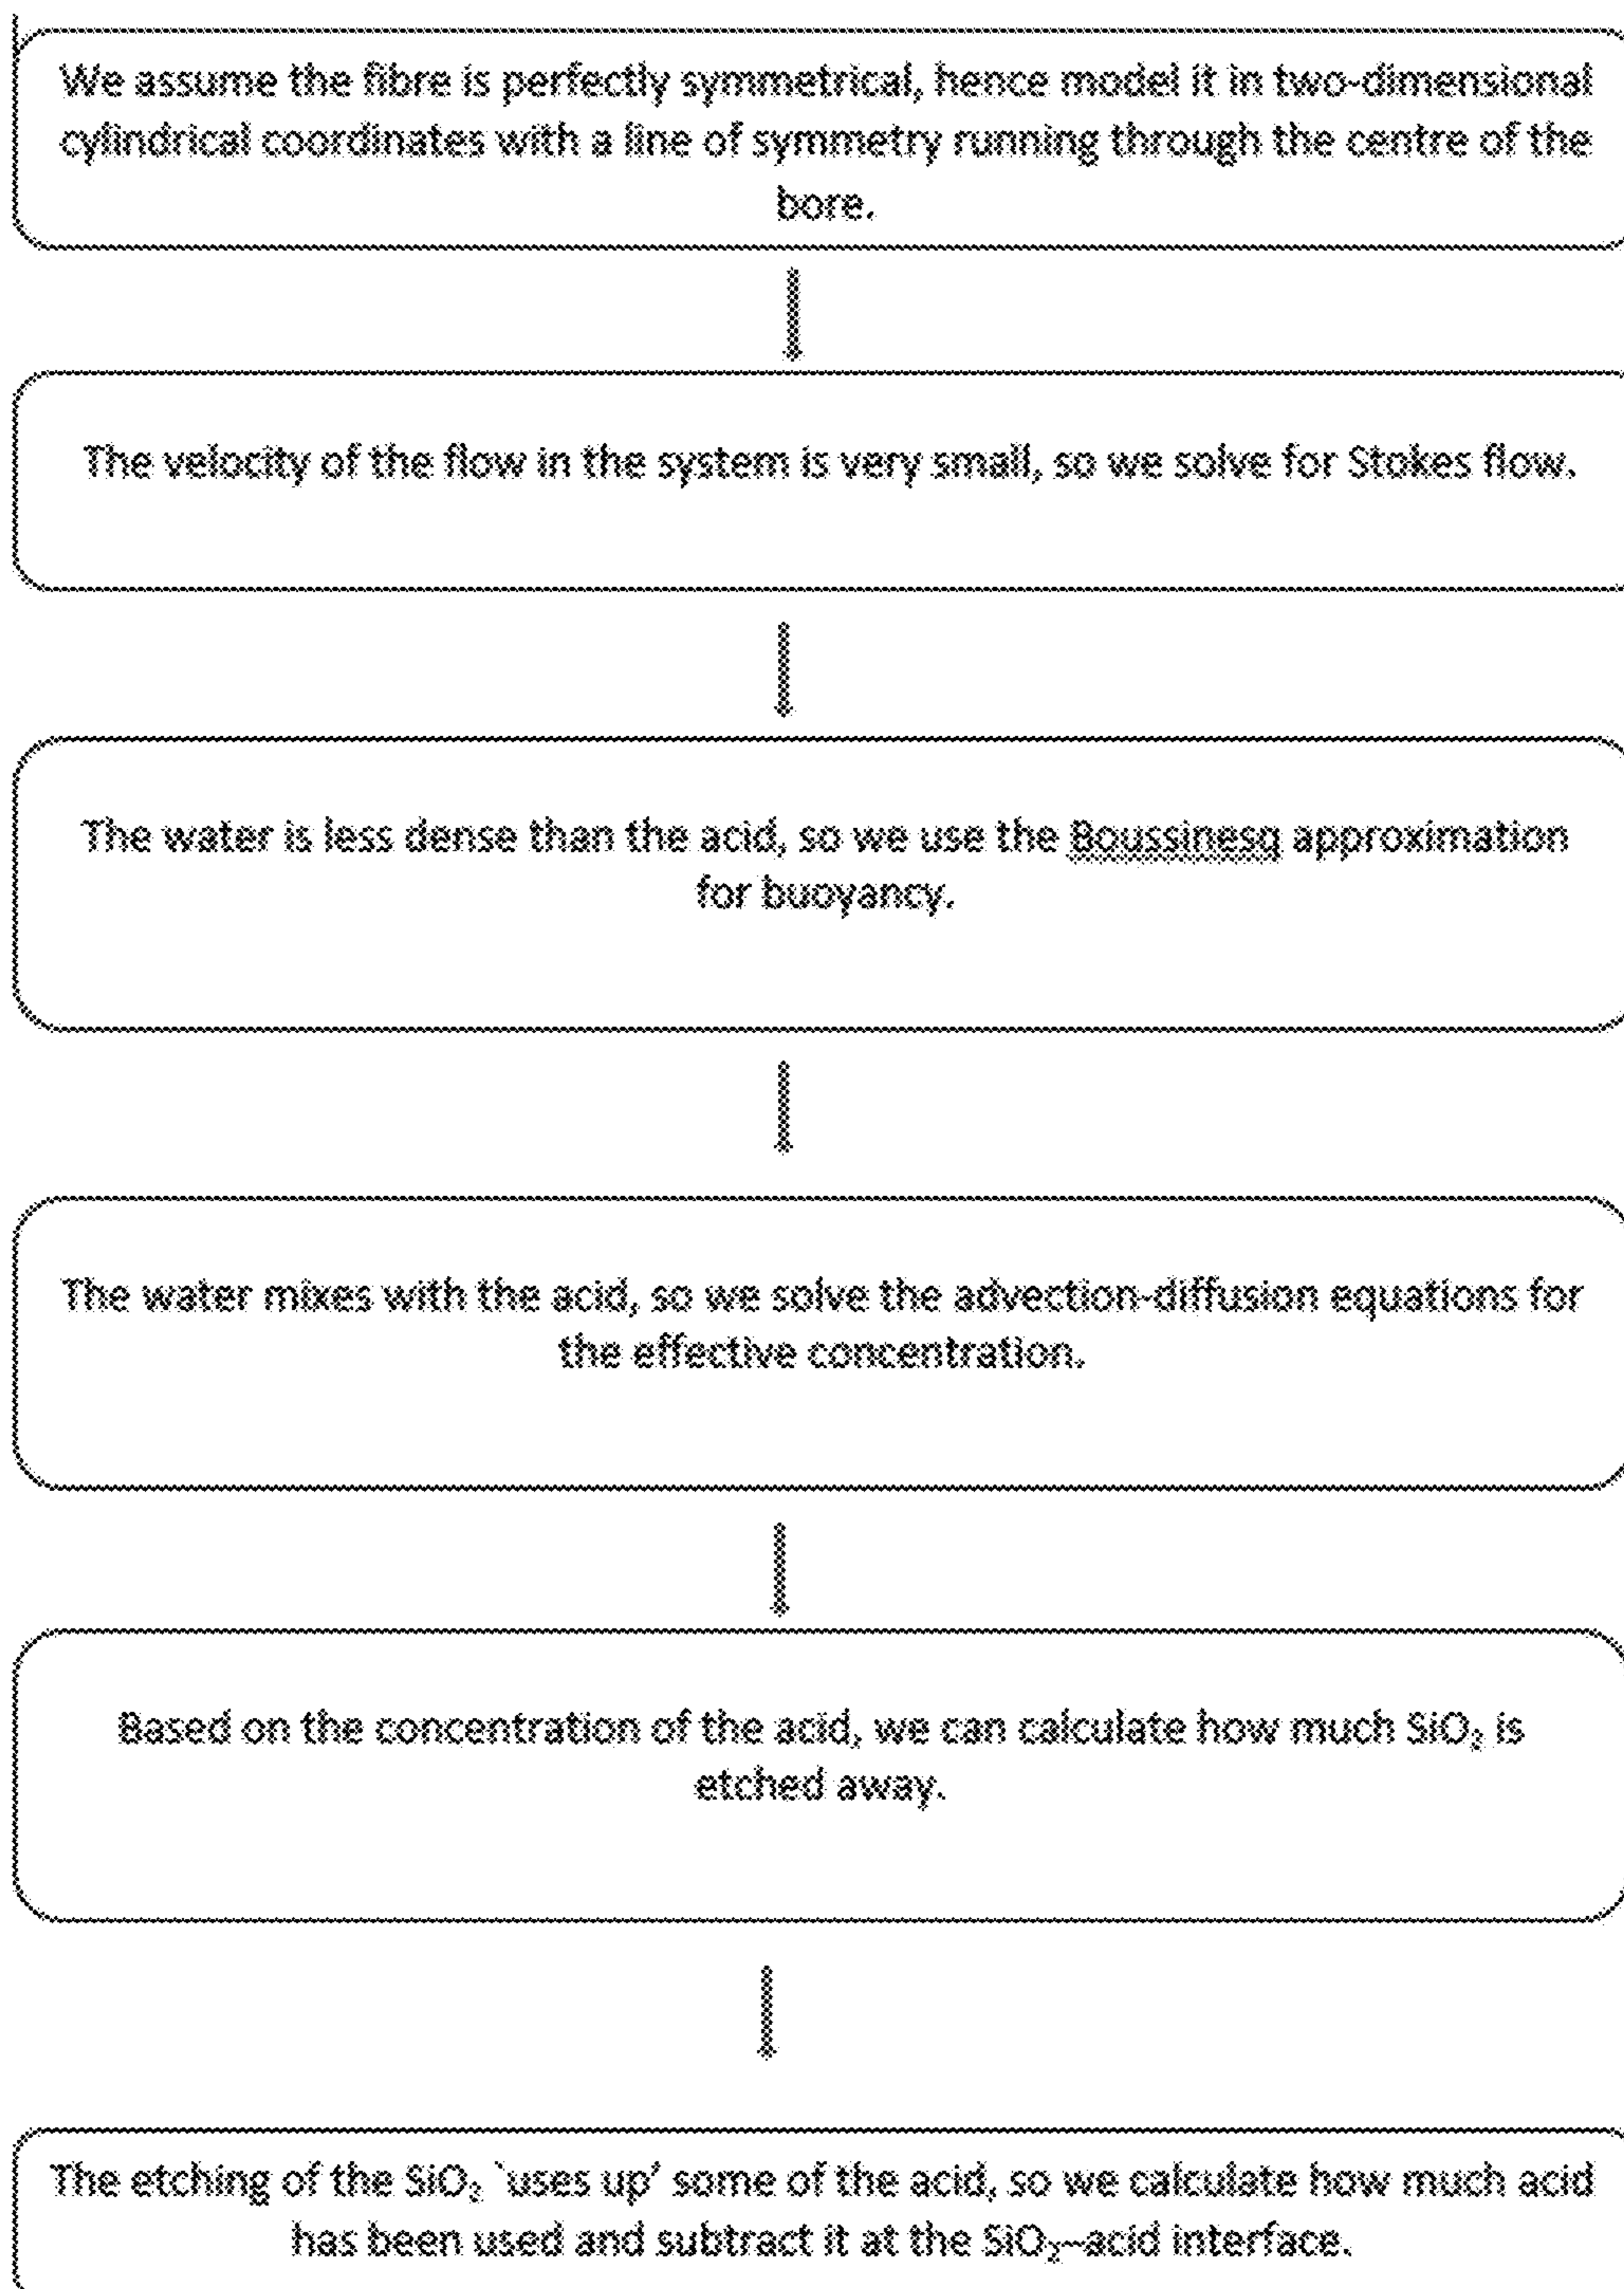 We assume the fibre is perfectly symmetrical, hence model it in two-dimensional
cylindrical coordinates with a line of symmetry running through the centre of the
bore.
The velocity of the flow in the system is very small, so we solve for Stokes flow.
The water is less dense than the acid, so we use the Boussinesq approximation
for buoyancy.
The water mixes with the acid, so we solve the advection-diffusion equations for
the effective concentration.
Based on the concentration of the acid, we can calculate how much SiO₂ is
etched away.
The etching of the SiO₂ `uses up' some of the acid, so we calculate how much acid
has been used and subtract it at the SiO₂–acid interface.